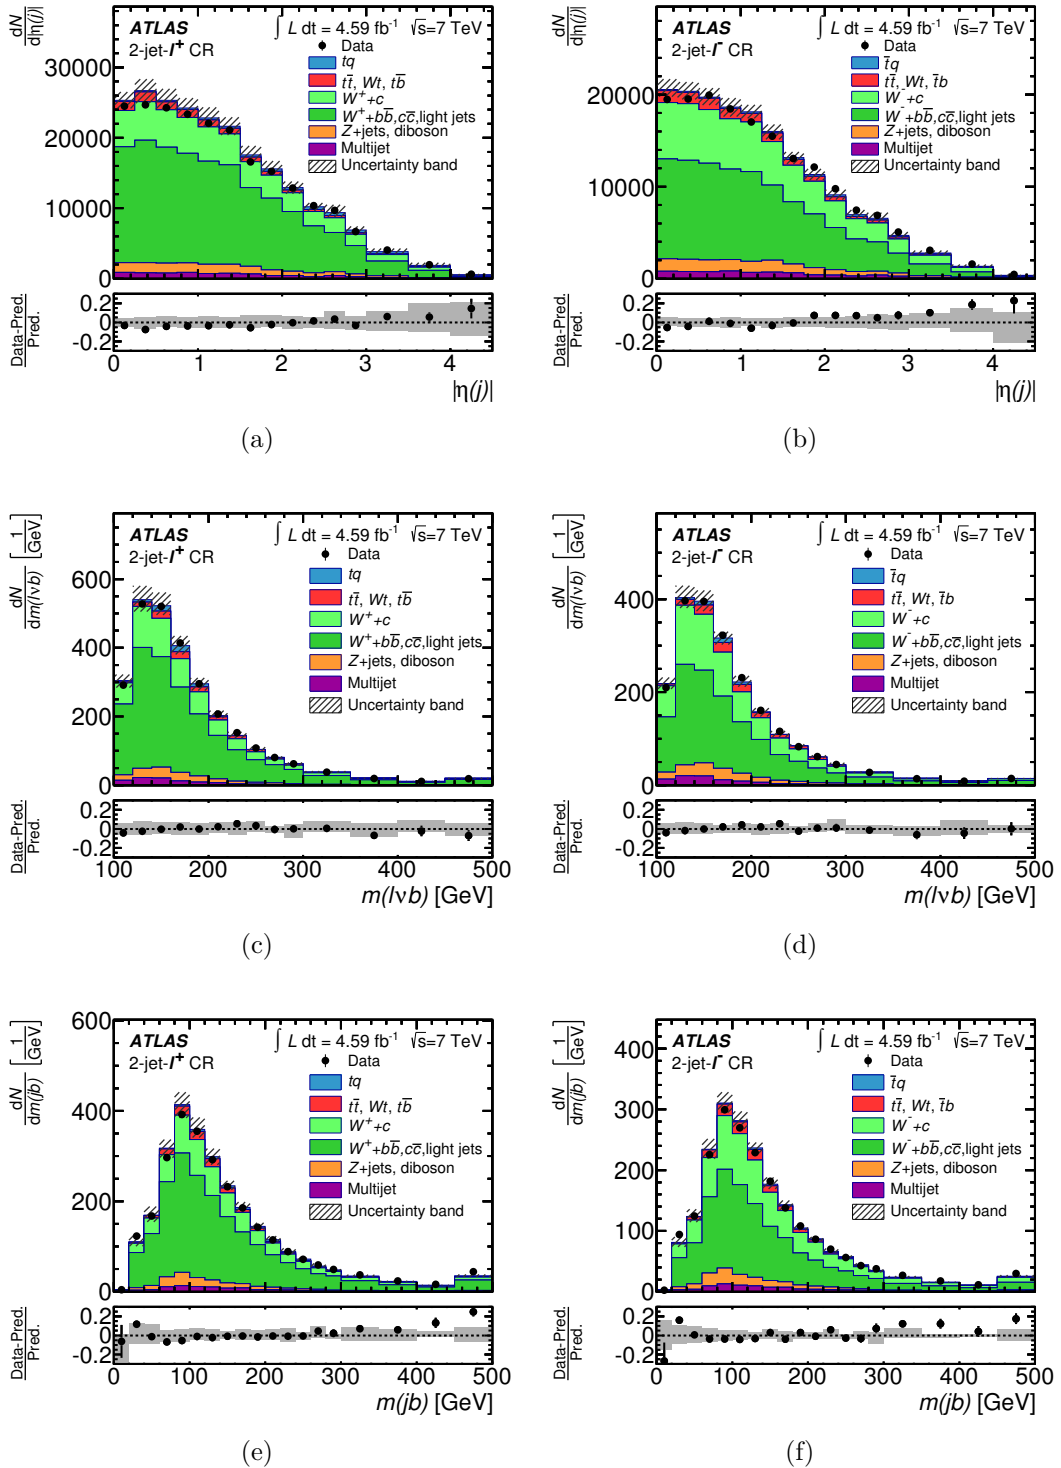 dN/d|η(j)|
ATLAS
2-jet-l⁺ CR
∫ L dt = 4.59 fb⁻¹ √s=7 TeV
Data
tq
tt̄, Wt, tb̄
W⁺+c
W⁺+bb̄,cc̄,light jets
Z+jets, diboson
Multijet
Uncertainty band
30000
20000
10000
0
Data-Pred./Pred.
0.2
0
-0.2
0 1 2 3 4
|η(j)|
(a)
dN/d|η(j)|
ATLAS
2-jet-l⁻ CR
∫ L dt = 4.59 fb⁻¹ √s=7 TeV
Data
t̄q
tt̄, Wt, t̄b
W⁻+c
W⁻+bb̄,cc̄,light jets
Z+jets, diboson
Multijet
Uncertainty band
20000
10000
0
Data-Pred./Pred.
0.2
0
-0.2
0 1 2 3 4
|η(j)|
(b)
dN/dm(lνb) [1/GeV]
ATLAS
2-jet-l⁺ CR
∫ L dt = 4.59 fb⁻¹ √s=7 TeV
Data
tq
tt̄, Wt, tb̄
W⁺+c
W⁺+bb̄,cc̄,light jets
Z+jets, diboson
Multijet
Uncertainty band
600
400
200
0
Data-Pred./Pred.
0.2
0
-0.2
100 200 300 400 500
m(lνb) [GeV]
(c)
dN/dm(lνb) [1/GeV]
ATLAS
2-jet-l⁻ CR
∫ L dt = 4.59 fb⁻¹ √s=7 TeV
Data
t̄q
tt̄, Wt, t̄b
W⁻+c
W⁻+bb̄,cc̄,light jets
Z+jets, diboson
Multijet
Uncertainty band
400
200
0
Data-Pred./Pred.
0.2
0
-0.2
100 200 300 400 500
m(lνb) [GeV]
(d)
dN/dm(jb) [1/GeV]
ATLAS
2-jet-l⁺ CR
∫ L dt = 4.59 fb⁻¹ √s=7 TeV
Data
tq
tt̄, Wt, tb̄
W⁺+c
W⁺+bb̄,cc̄,light jets
Z+jets, diboson
Multijet
Uncertainty band
600
400
200
0
Data-Pred./Pred.
0.2
0
-0.2
0 100 200 300 400 500
m(jb) [GeV]
(e)
dN/dm(jb) [1/GeV]
ATLAS
2-jet-l⁻ CR
∫ L dt = 4.59 fb⁻¹ √s=7 TeV
Data
t̄q
tt̄, Wt, t̄b
W⁻+c
W⁻+bb̄,cc̄,light jets
Z+jets, diboson
Multijet
Uncertainty band
400
300
200
100
0
Data-Pred./Pred.
0.2
0
-0.2
0 100 200 300 400 500
m(jb) [GeV]
(f)